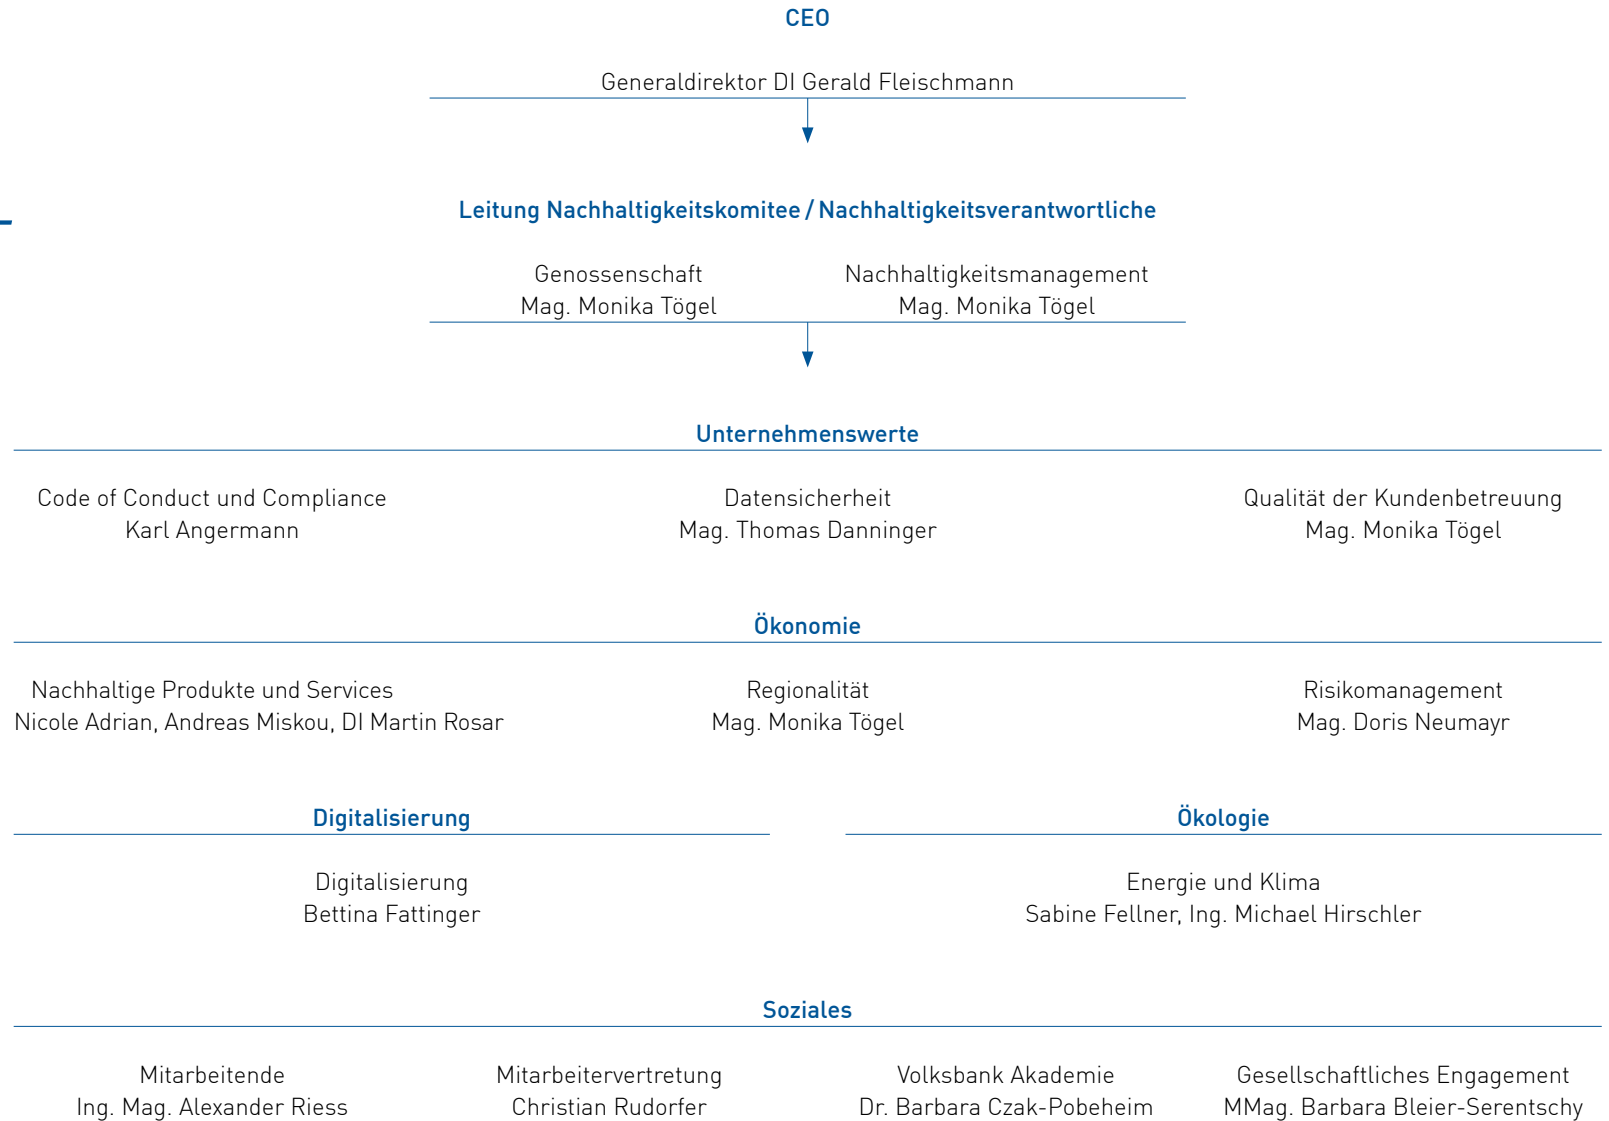 CEO
Generaldirektor DI Gerald Fleischmann
Leitung Nachhaltigkeitskomitee / Nachhaltigkeitsverantwortliche
Genossenschaft
Mag. Monika Tögel
Nachhaltigkeitsmanagement
Mag. Monika Tögel
Unternehmenswerte
Code of Conduct und Compliance
Karl Angermann
Datensicherheit
Mag. Thomas Danninger
Qualität der Kundenbetreuung
Mag. Monika Tögel
Ökonomie
Nachhaltige Produkte und Services
Nicole Adrian, Andreas Miskou, DI Martin Rosar
Regionalität
Mag. Monika Tögel
Risikomanagement
Mag. Doris Neumayr
Digitalisierung
Digitalisierung
Bettina Fattinger
Ökologie
Energie und Klima
Sabine Fellner, Ing. Michael Hirschler
Soziales
Mitarbeitende
Ing. Mag. Alexander Riess
Mitarbeitervertretung
Christian Rudorfer
Volksbank Akademie
Dr. Barbara Czak-Pobeheim
Gesellschaftliches Engagement
MMag. Barbara Bleier-Serentschy